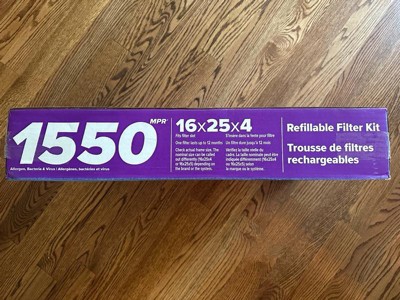 1550 MPR
Allergen, Bacteria & Virus | Allergènes, bactéries et virus
16x25x4
Fits filter slot
One filter lasts up to 12 months
Check actual frame size. The
nominal size can be called
out differently (16x25x4
or 16x25x5) depending on
the brand or the system.
S'insère dans la fente pour filtre
Un filtre dure jusqu'à 12 mois
Vérifiez la taille réelle du
cadre. La taille nominale peut être
indiquée différemment (16x25x4
ou 16x25x5) selon
la marque ou le système.
Refillable Filter Kit
Trousse de filtres
rechargeables